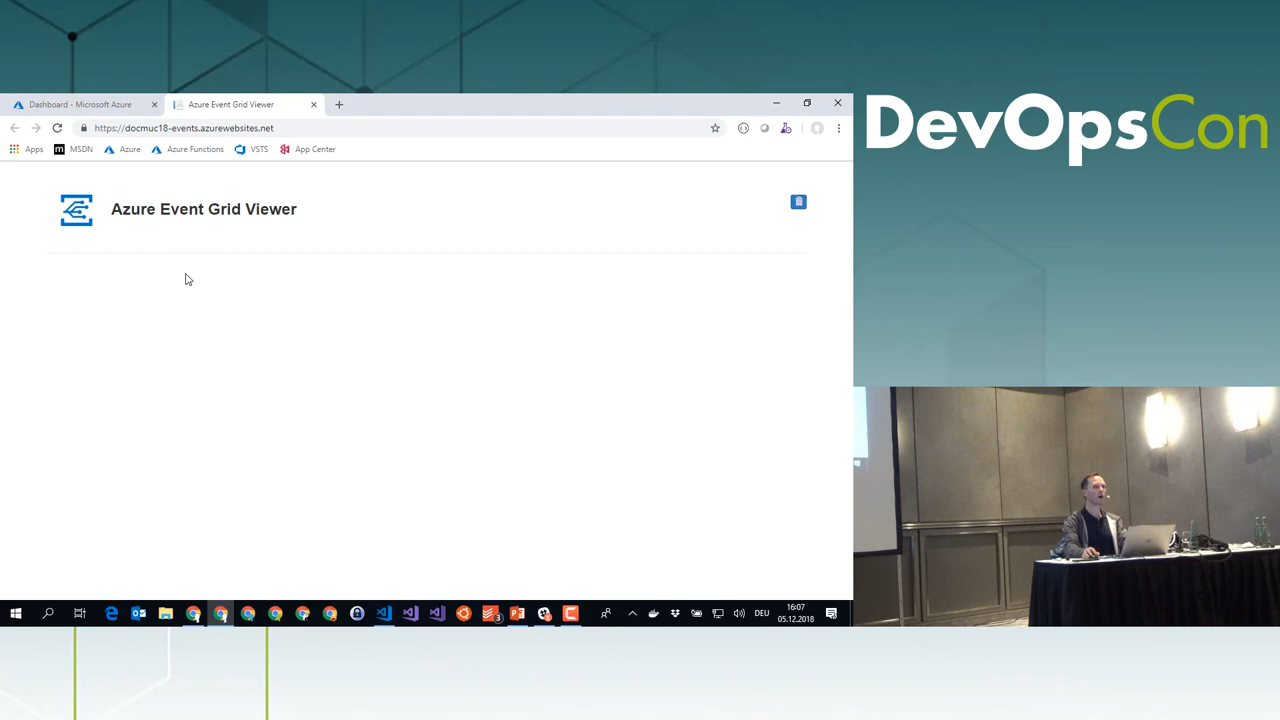 Dashboard - Microsoft Azure
Azure Event Grid Viewer
https://docmuc18-events.azurewebsites.net
Apps
m MSDN
Azure
Azure Functions
VSTS
App Center
Azure Event Grid Viewer
DevOpsCon
3
DEU
16:07
05.12.2018